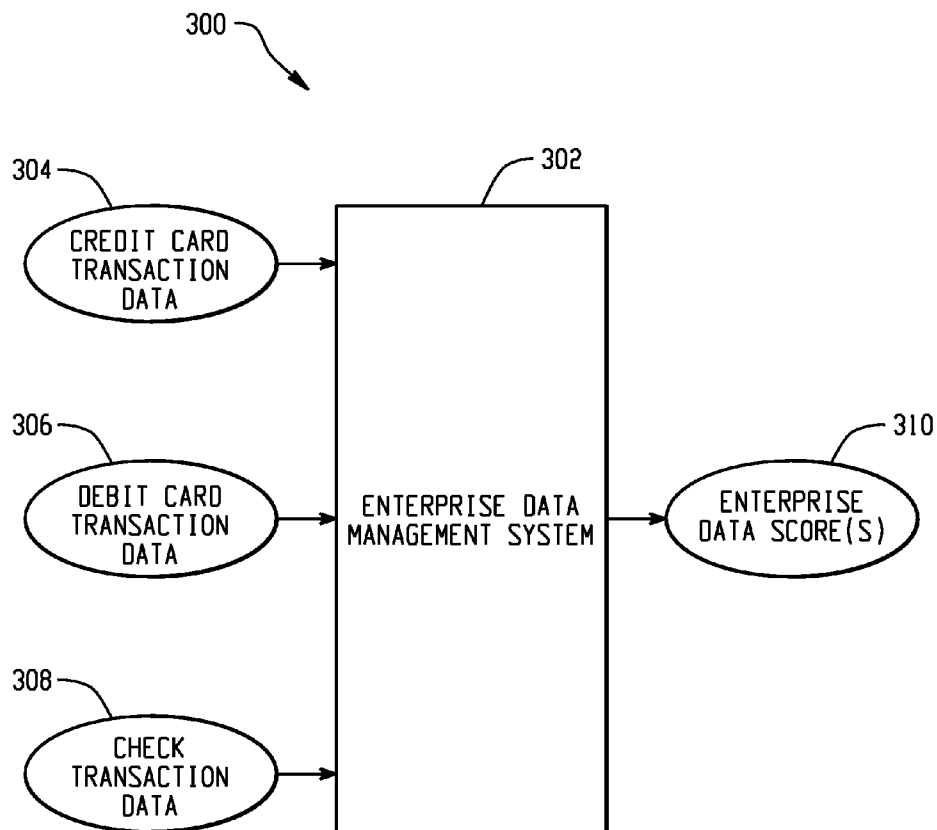 300
302
304
CREDIT CARD
TRANSACTION
DATA
306
DEBIT CARD
TRANSACTION
DATA
ENTERPRISE DATA
MANAGEMENT SYSTEM
310
ENTERPRISE
DATA SCORE(S)
308
CHECK
TRANSACTION
DATA